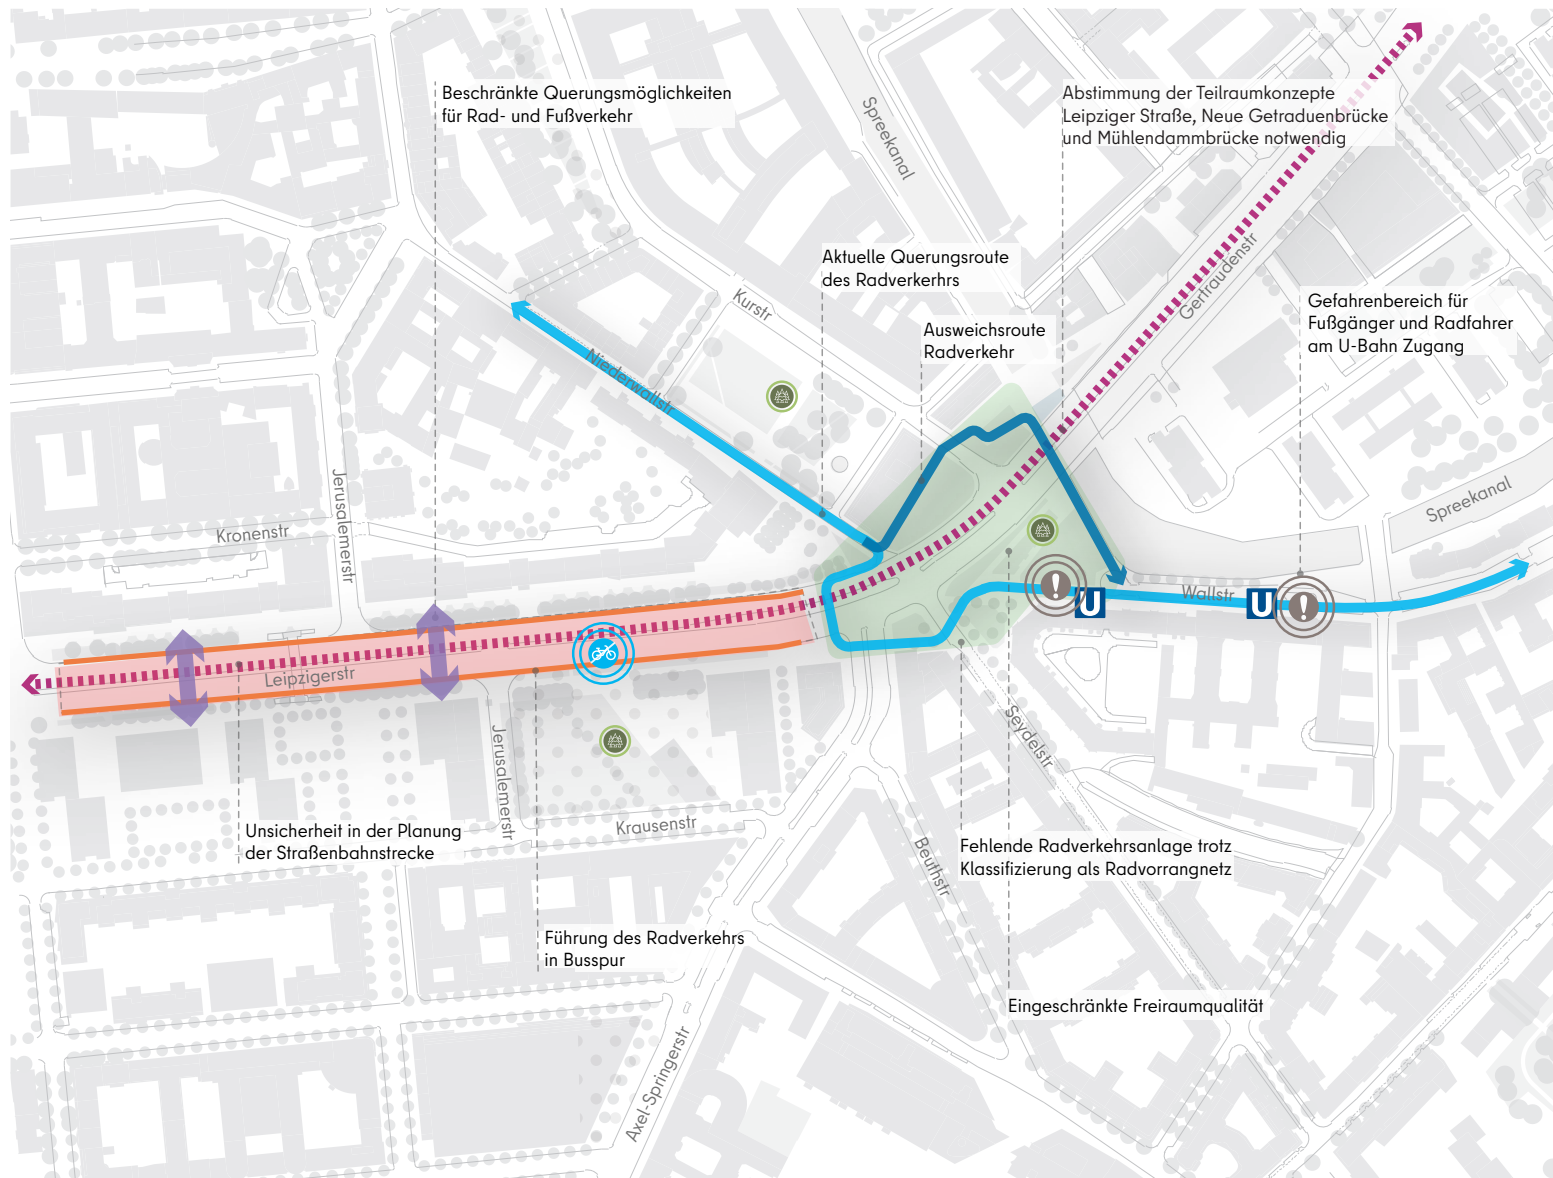 Beschränkte Querungsmöglichkeiten
für Rad- und Fußverkehr
Abstimmung der Teilraumkonzepte
Leipziger Straße, Neue Getraduenbrücke
und Mühlendammbrücke notwendig
Spreekanal
Aktuelle Querungsroute
des Radverkerhrs
Gertraudenstr
Kurstr
Ausweichsroute
Radverkehr
Gefahrenbereich für
Fußgänger und Radfahrer
am U-Bahn Zugang
Niederwallstr
Jerusalemerstr
Kronenstr
Spreekanal
!
U
Wallstr
U
!
Leipzigerstr
Seydelstr
Jerusalemerstr
Krausenstr
Unsicherheit in der Planung
der Straßenbahnstrecke
Beuthstr
Fehlende Radverkehrsanlage trotz
Klassifizierung als Radvorrangnetz
Führung des Radverkehrs
in Busspur
Eingeschränkte Freiraumqualität
Axel-Springerstr